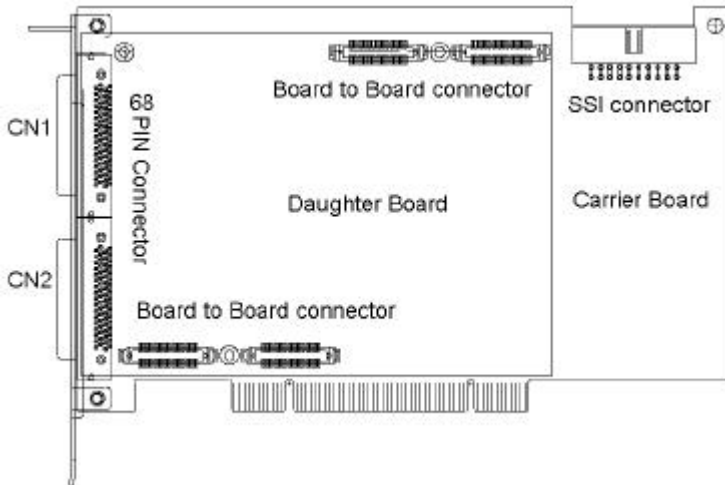 Board to Board connector
SSI connector
CN1
68 PIN Connector
Daughter Board
Carrier Board
CN2
Board to Board connector